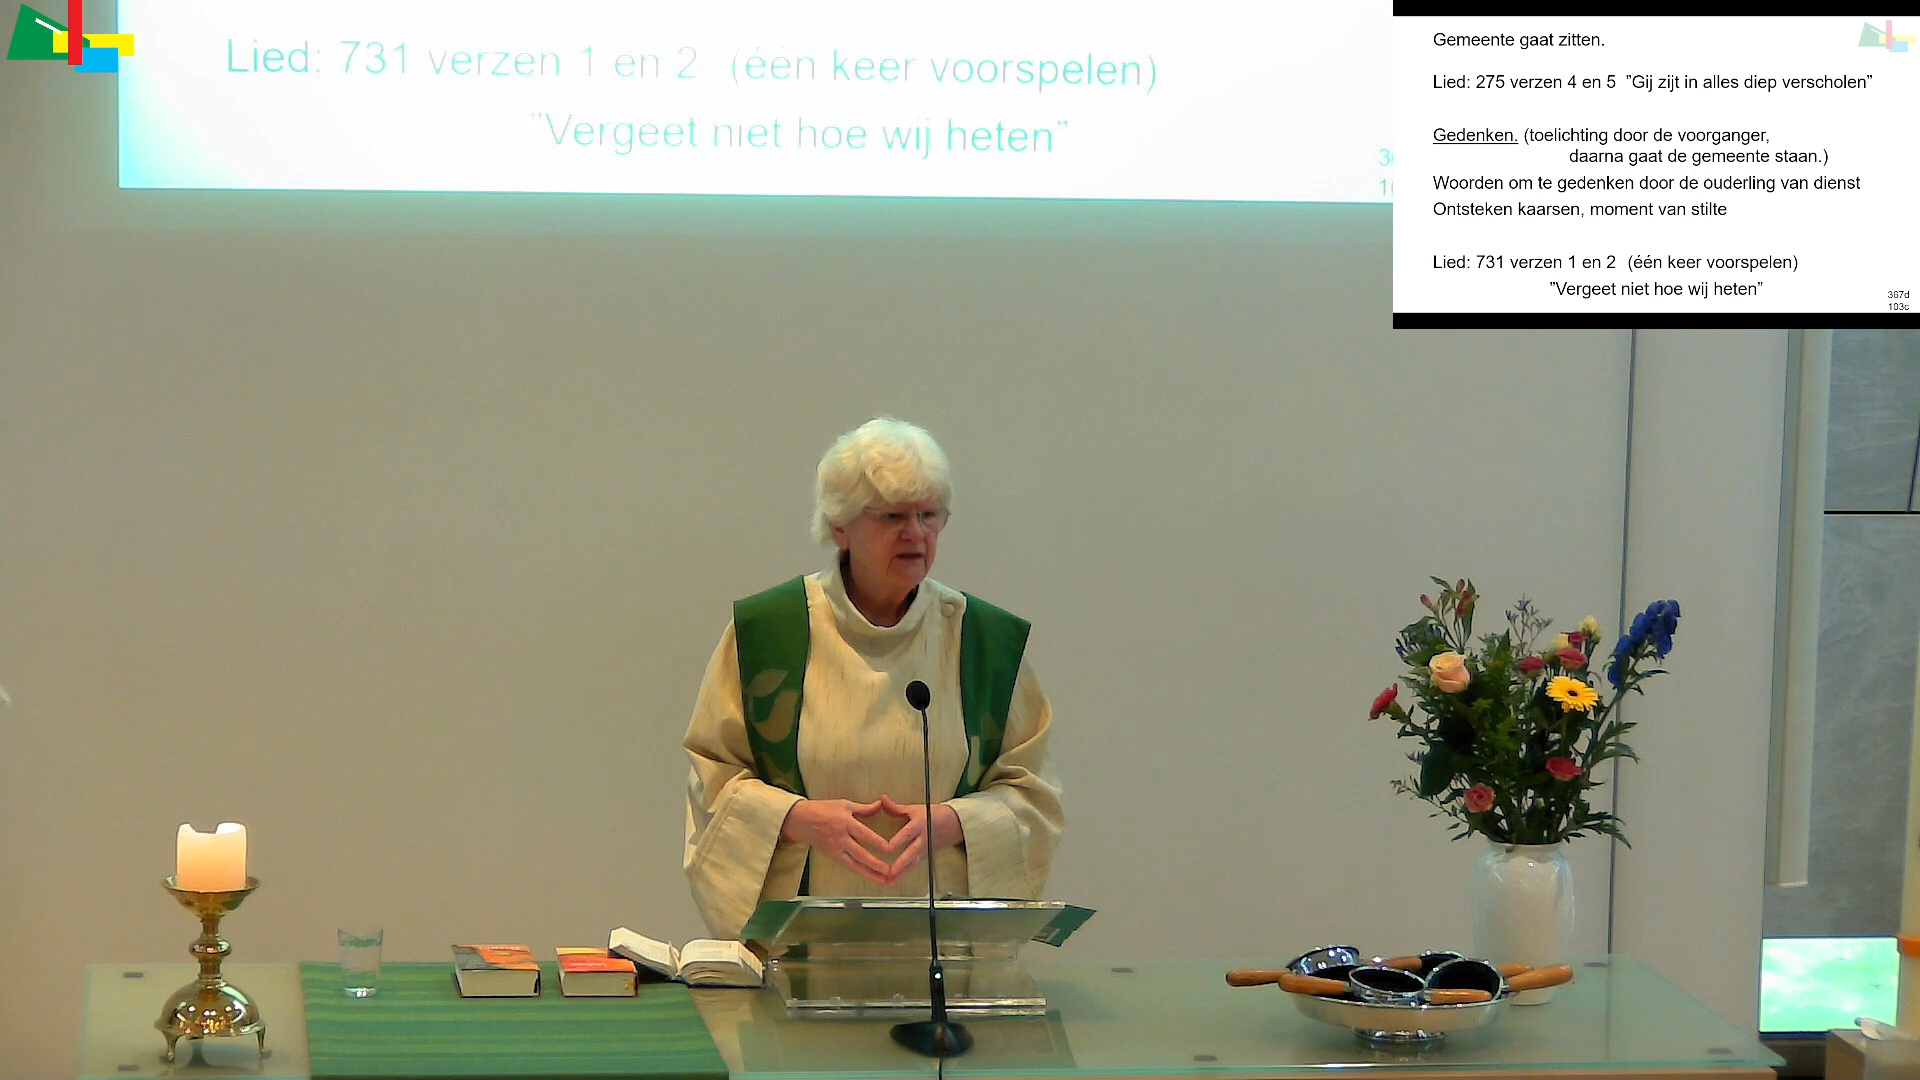 Lied: 731 verzen 1 en 2 (één keer voorspelen)
"Vergeet niet hoe wij heten"
Gemeente gaat zitten.
Lied: 275 verzen 4 en 5 "Gij zijt in alles diep verscholen"
Gedenken. (toelichting door de voorganger,
daarna gaat de gemeente staan.)
Woorden om te gedenken door de ouderling van dienst
Ontsteken kaarsen, moment van stilte
Lied: 731 verzen 1 en 2 (één keer voorspelen)
"Vergeet niet hoe wij heten"
367d
103c